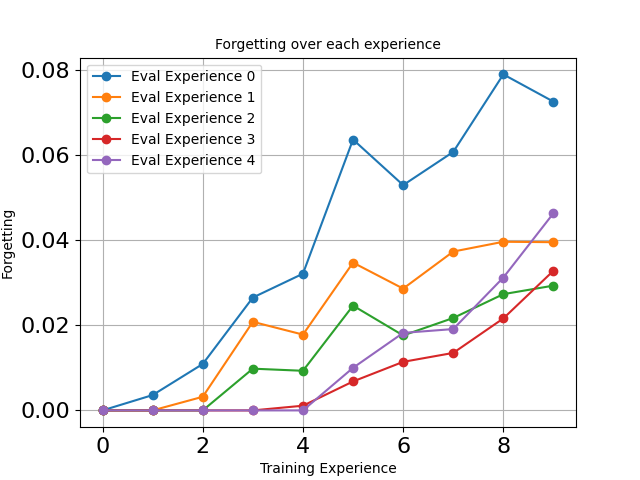 Forgetting over each experience
0.08
0.06
0.04
0.02
0.00
Forgetting
Eval Experience 0
Eval Experience 1
Eval Experience 2
Eval Experience 3
Eval Experience 4
0 2 4 6 8
Training Experience